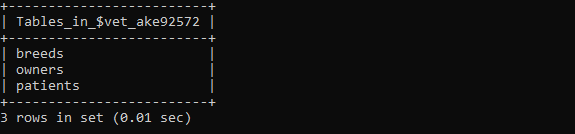 +-------------------------+
| Tables_in_$vet_ake92572 |
+-------------------------+
| breeds                  |
| owners                  |
| patients                |
+-------------------------+
3 rows in set (0.01 sec)